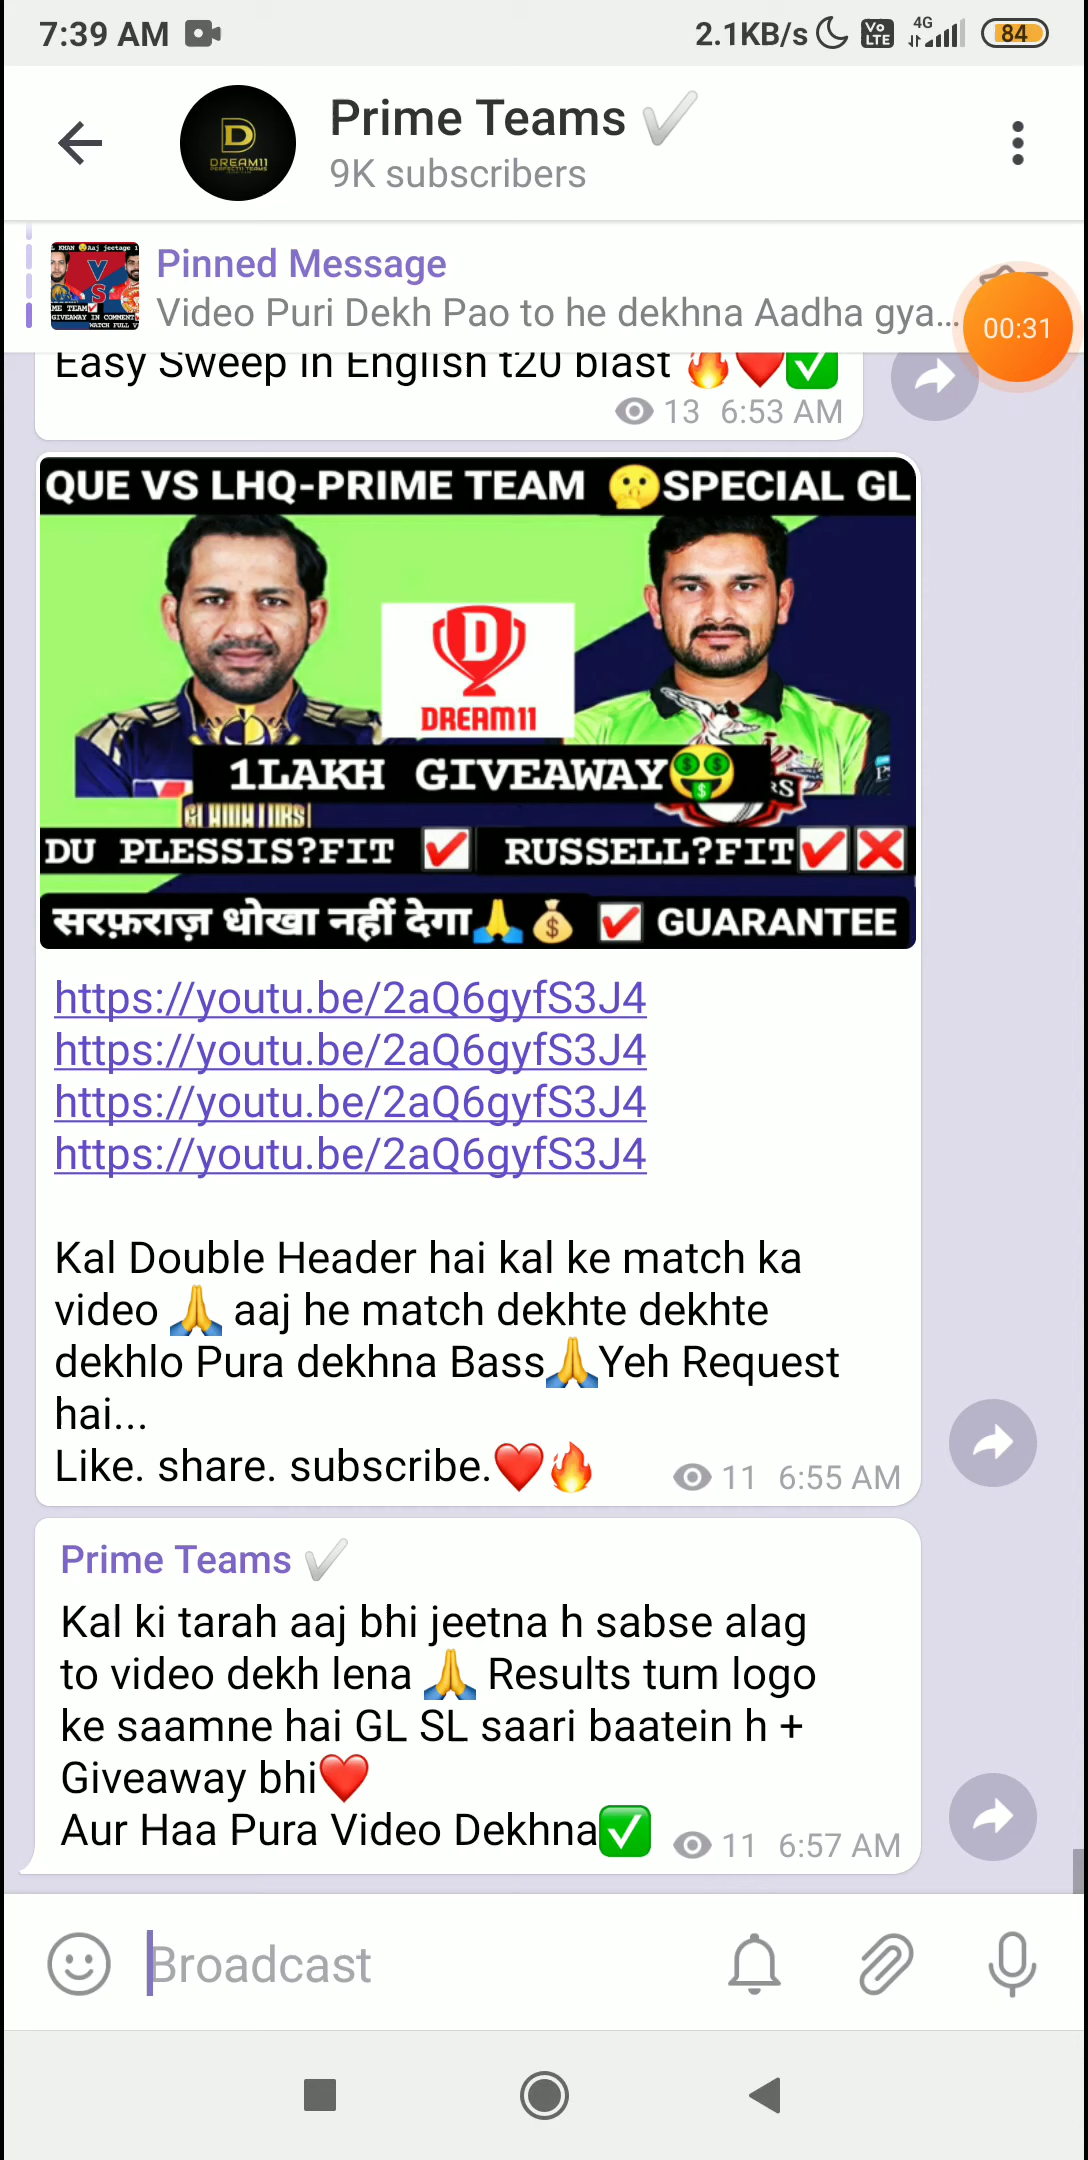 7:39 AM 2.1KB/s Vo LTE 4G 84
Prime Teams ✔️
9K subscribers
DREAM11
Pinned Message
Video Puri Dekh Pao to he dekhna Aadha gya...
00:31
Easy Sweep in English t20 blast 🔥❤️✅
13 6:53 AM
QUE VS LHQ-PRIME TEAM 🤫SPECIAL GL
D
DREAM11
1LAKH GIVEAWAY🤑
DU PLESSIS?FIT ✔️ RUSSELL?FIT✔️❌
सरफ़राज़ धोखा नहीं देगा🙏💰 ✔️ GUARANTEE
https://youtu.be/2aQ6gyfS3J4
https://youtu.be/2aQ6gyfS3J4
https://youtu.be/2aQ6gyfS3J4
https://youtu.be/2aQ6gyfS3J4
Kal Double Header hai kal ke match ka
video 🙏 aaj he match dekhte dekhte
dekhlo Pura dekhna Bass🙏Yeh Request
hai...
Like. share. subscribe.❤️🔥 11 6:55 AM
Prime Teams ✔️
Kal ki tarah aaj bhi jeetna h sabse alag
to video dekh lena 🙏 Results tum logo
ke saamne hai GL SL saari baatein h +
Giveaway bhi❤️
Aur Haa Pura Video Dekhna✅ 11 6:57 AM
Broadcast